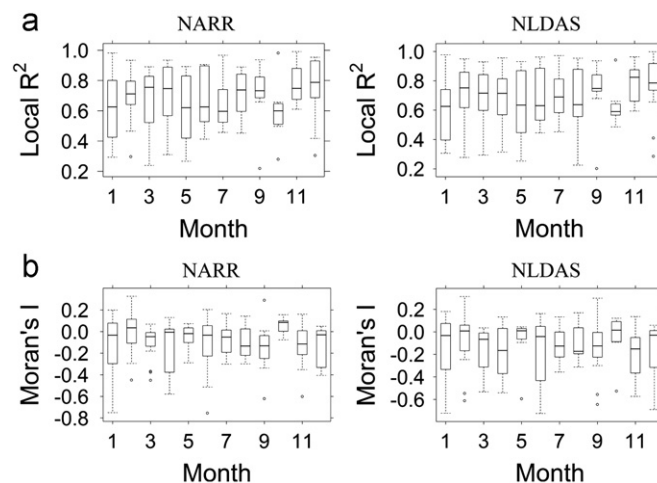 a
NARR
NLDAS
Local R²
1.0
0.8
0.6
0.4
0.2
1 3 5 7 9 11
Month
Local R²
1.0
0.8
0.6
0.4
0.2
1 3 5 7 9 11
Month
b
NARR
NLDAS
Moran's I
0.2
0.0
-0.2
-0.4
-0.6
-0.8
1 3 5 7 9 11
Month
Moran's I
0.2
0.0
-0.2
-0.4
-0.6
1 3 5 7 9 11
Month